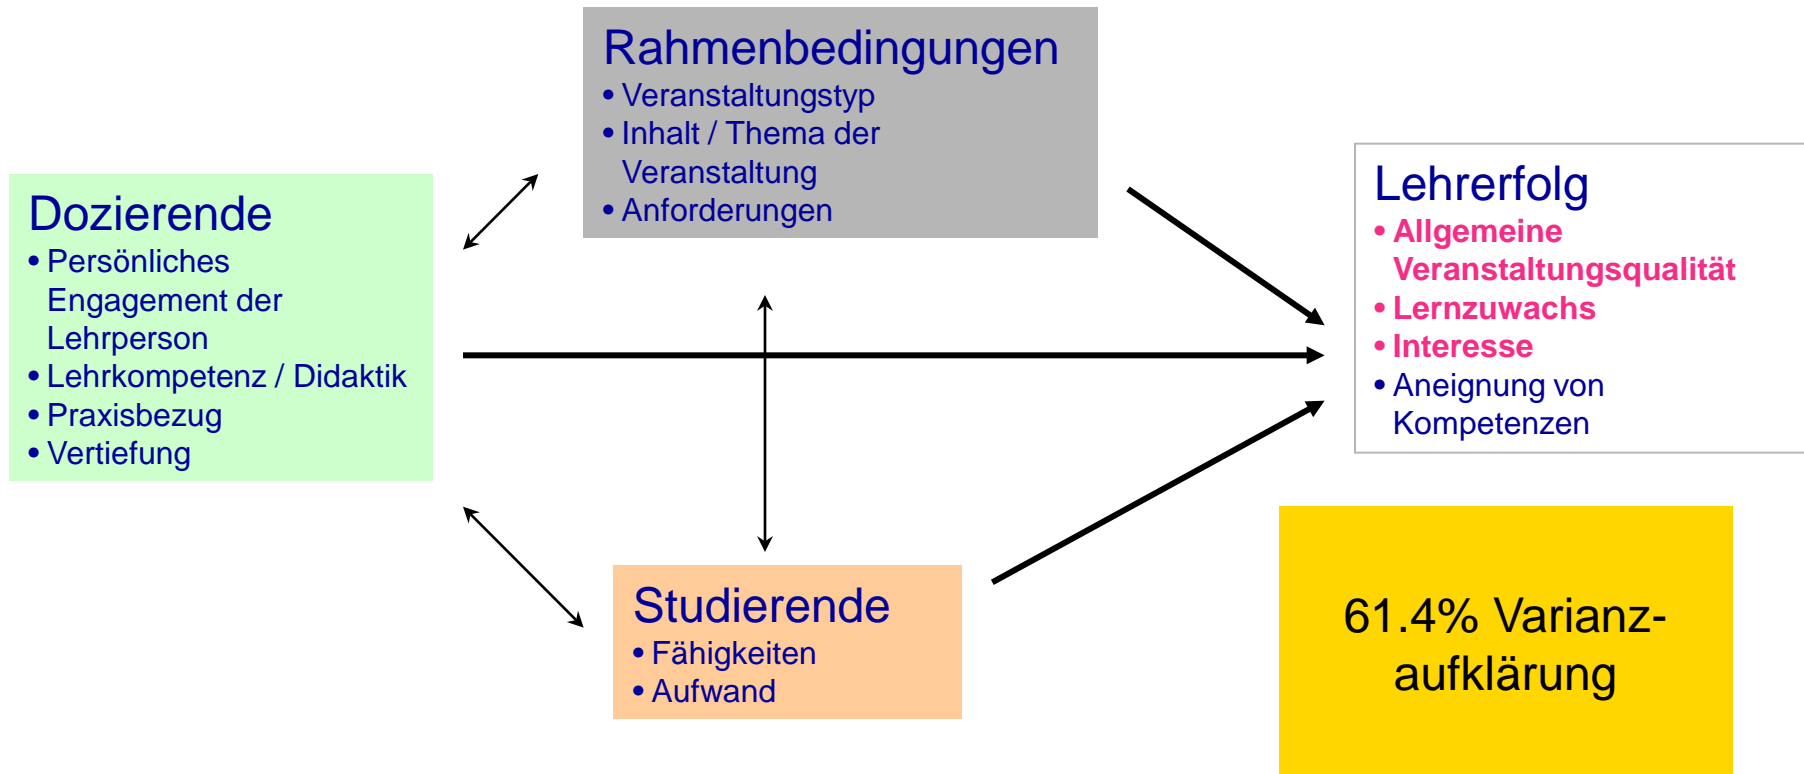 Rahmenbedingungen
• Veranstaltungstyp
• Inhalt / Thema der
Veranstaltung
• Anforderungen
Dozierende
• Persönliches
Engagement der
Lehrperson
• Lehrkompetenz / Didaktik
• Praxisbezug
• Vertiefung
Lehrerfolg
• Allgemeine
Veranstaltungsqualität
• Lernzuwachs
• Interesse
• Aneignung von
Kompetenzen
Studierende
• Fähigkeiten
• Aufwand
61.4% Varianz-
aufklärung